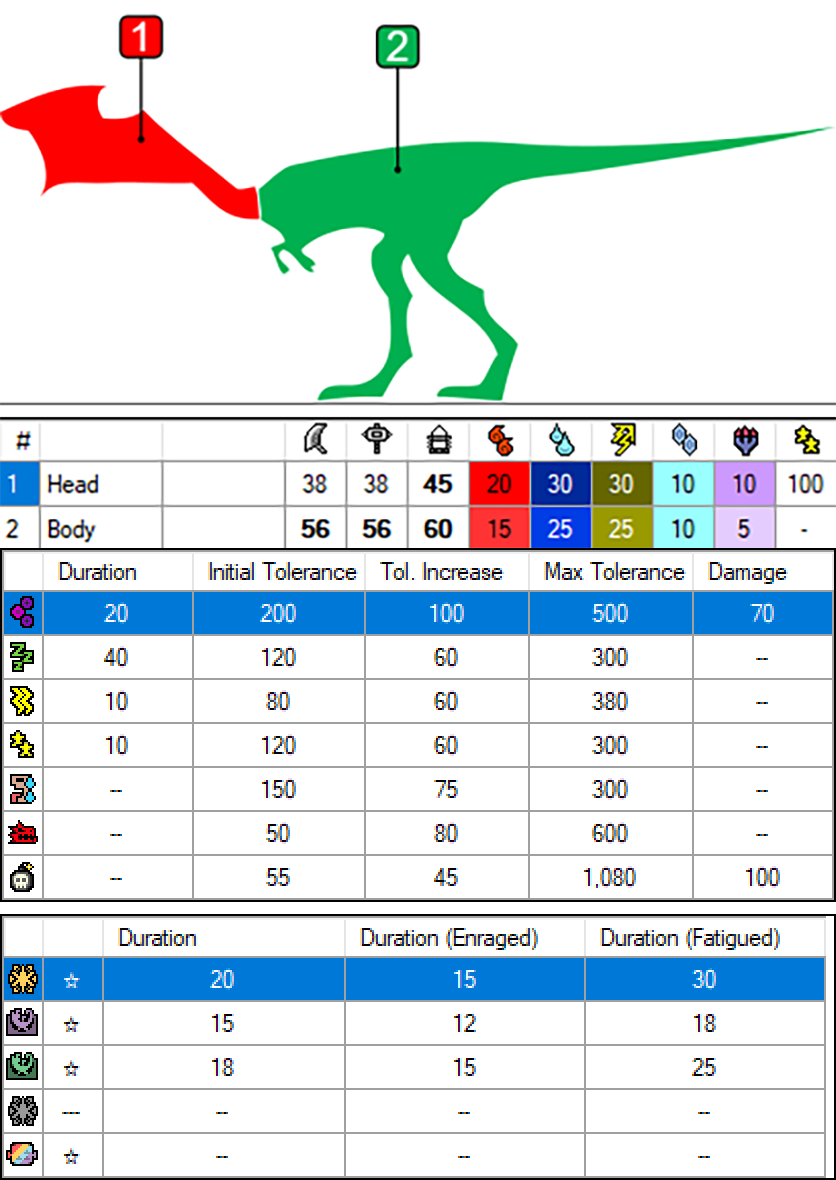 1
2
#
1 Head 38 38 45 20 30 30 10 10 100
2 Body 56 56 60 15 25 25 10 5 -
Duration Initial Tolerance Tol. Increase Max Tolerance Damage
20 200 100 500 70
40 120 60 300 --
10 80 60 380 --
10 120 60 300 --
-- 150 75 300 --
-- 50 80 600 --
-- 55 45 1,080 100
Duration Duration (Enraged) Duration (Fatigued)
☆ 20 15 30
☆ 15 12 18
☆ 18 15 25
--- -- -- --
☆ -- -- --